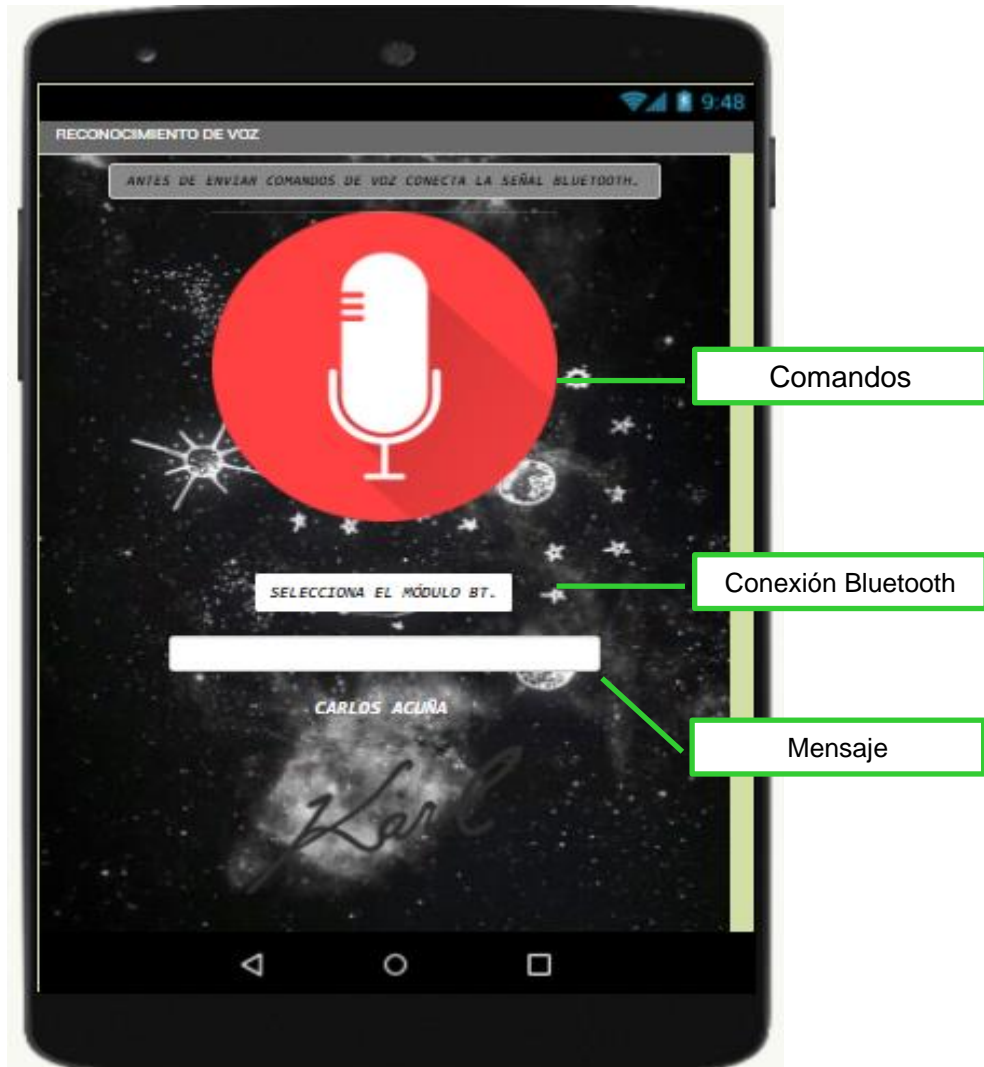 9:48
RECONOCIMIENTO DE VOZ
ANTES DE ENVIAR COMANDOS DE VOZ CONECTA LA SEÑAL BLUETOOTH.
Comandos
SELECCIONA EL MÓDULO BT.
Conexión Bluetooth
CARLOS ACUÑA
Mensaje
Karl